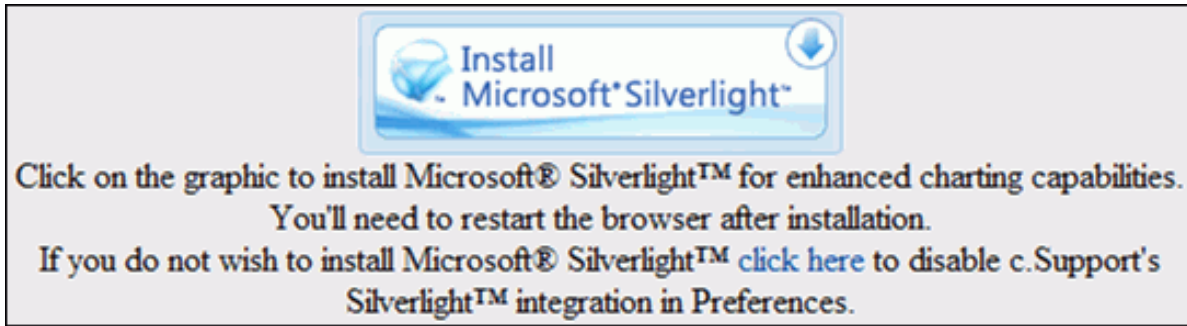 Install
Microsoft® Silverlight™
Click on the graphic to install Microsoft® Silverlight™ for enhanced charting capabilities.
You'll need to restart the browser after installation.
If you do not wish to install Microsoft® Silverlight™ click here to disable c.Support's
Silverlight™ integration in Preferences.